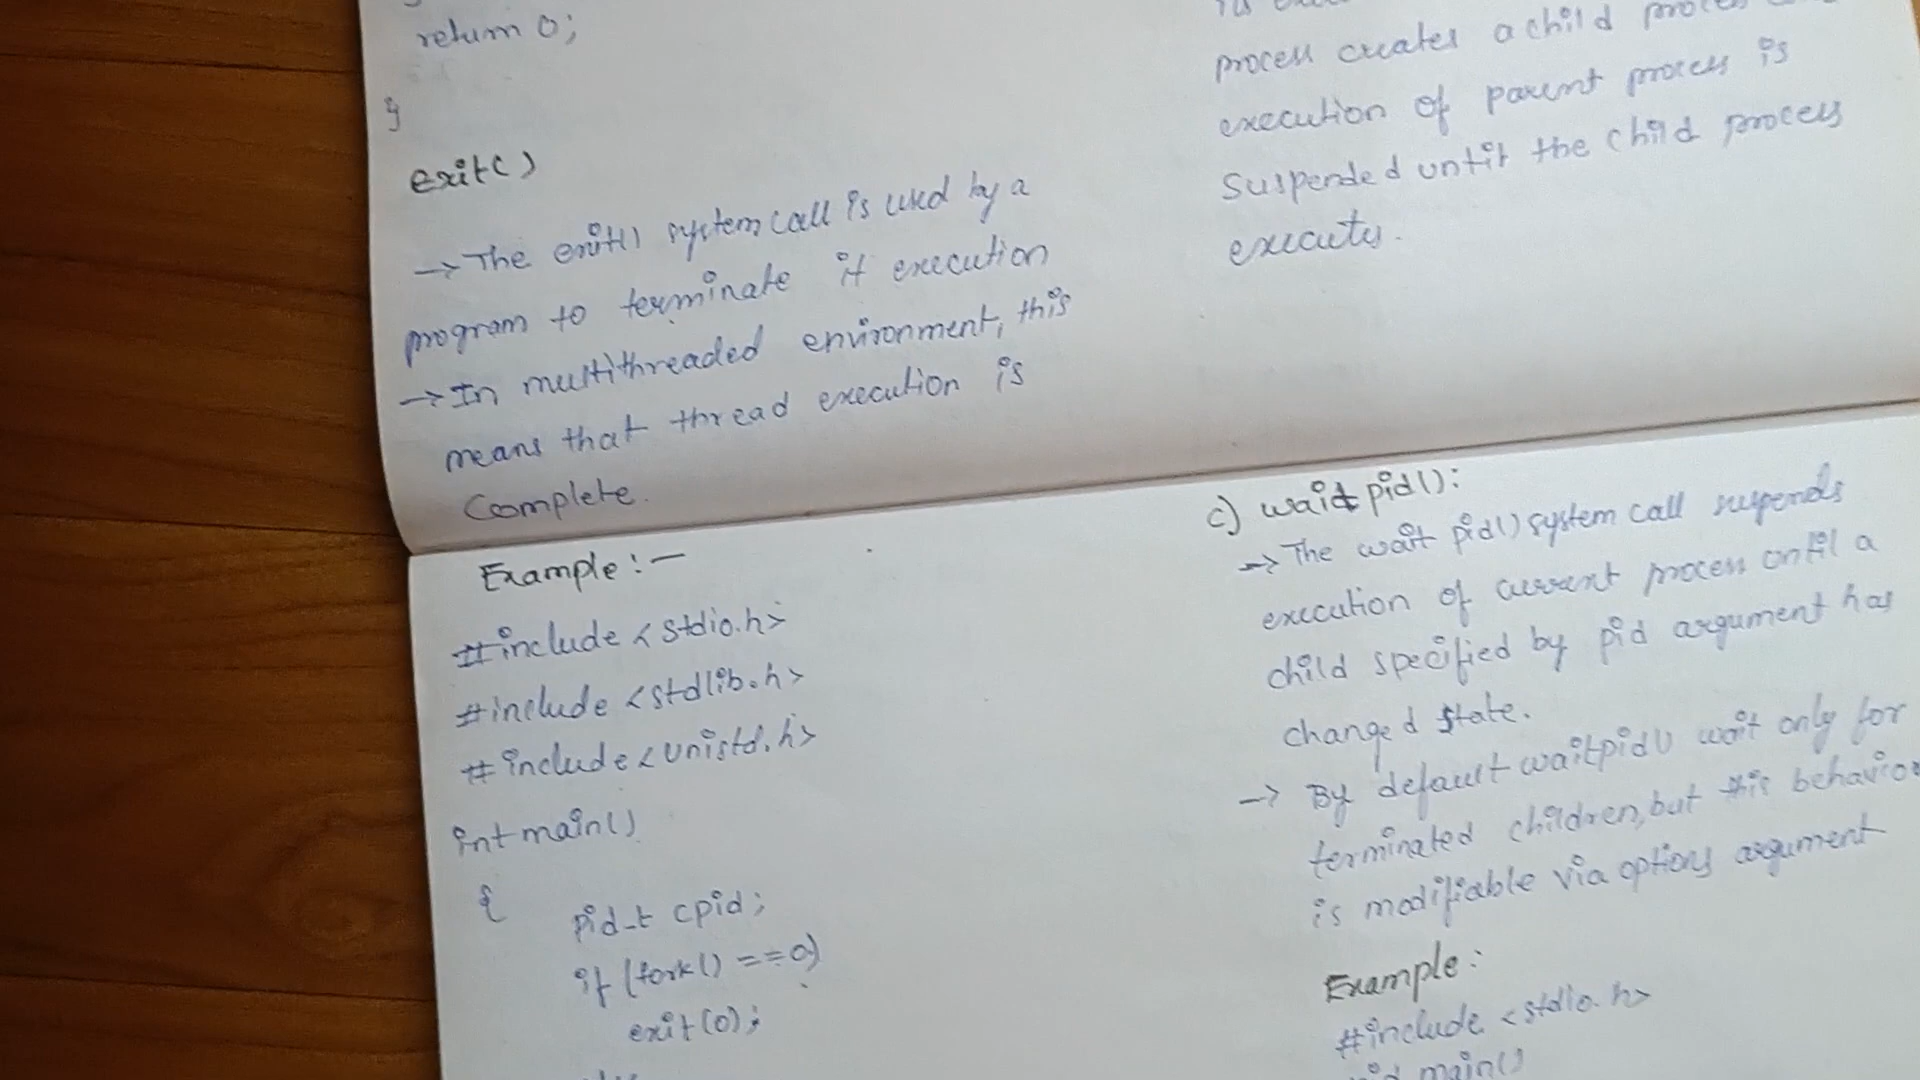 return 0;
}
exit()
→ The exit() system call is used by a
program to terminate it execution
→ In multithreaded environment, this
means that thread execution is
Complete.
Example :-
#include <stdio.h>
#include <stdlib.h>
#include <unistd.h>
int main()
{
pid_t cpid;
if (fork() == 0)
exit(0);
process creates a child process
execution of parent process is
Suspended until the child process
executes.
c) wait pid():
→ The wait pid() system call suspends
execution of current process until a
child specified by pid argument has
changed state.
→ By default waitpid() wait only for
terminated children, but this behavior
is modifiable via options argument
Example :
#include <stdio.h>
main()